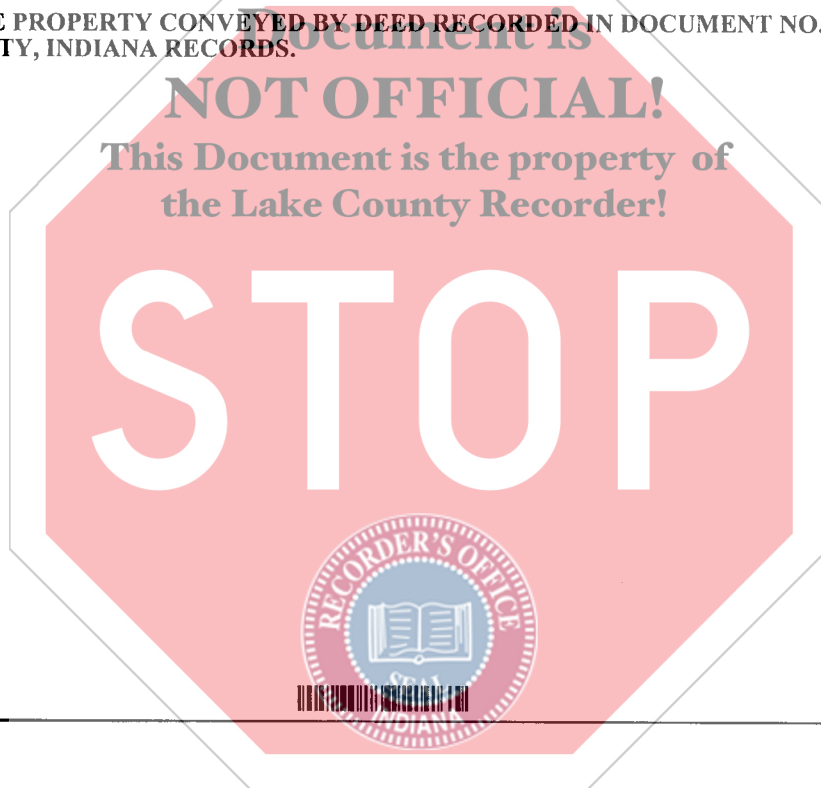 E PROPERTY CONVEYED BY DEED RECORDED IN DOCUMENT NO.
TY, INDIANA RECORDS.
Document is
NOT OFFICIAL!
This Document is the property of
the Lake County Recorder!
STOP
RECORDER'S OFFICE
SEAL
INDIANA